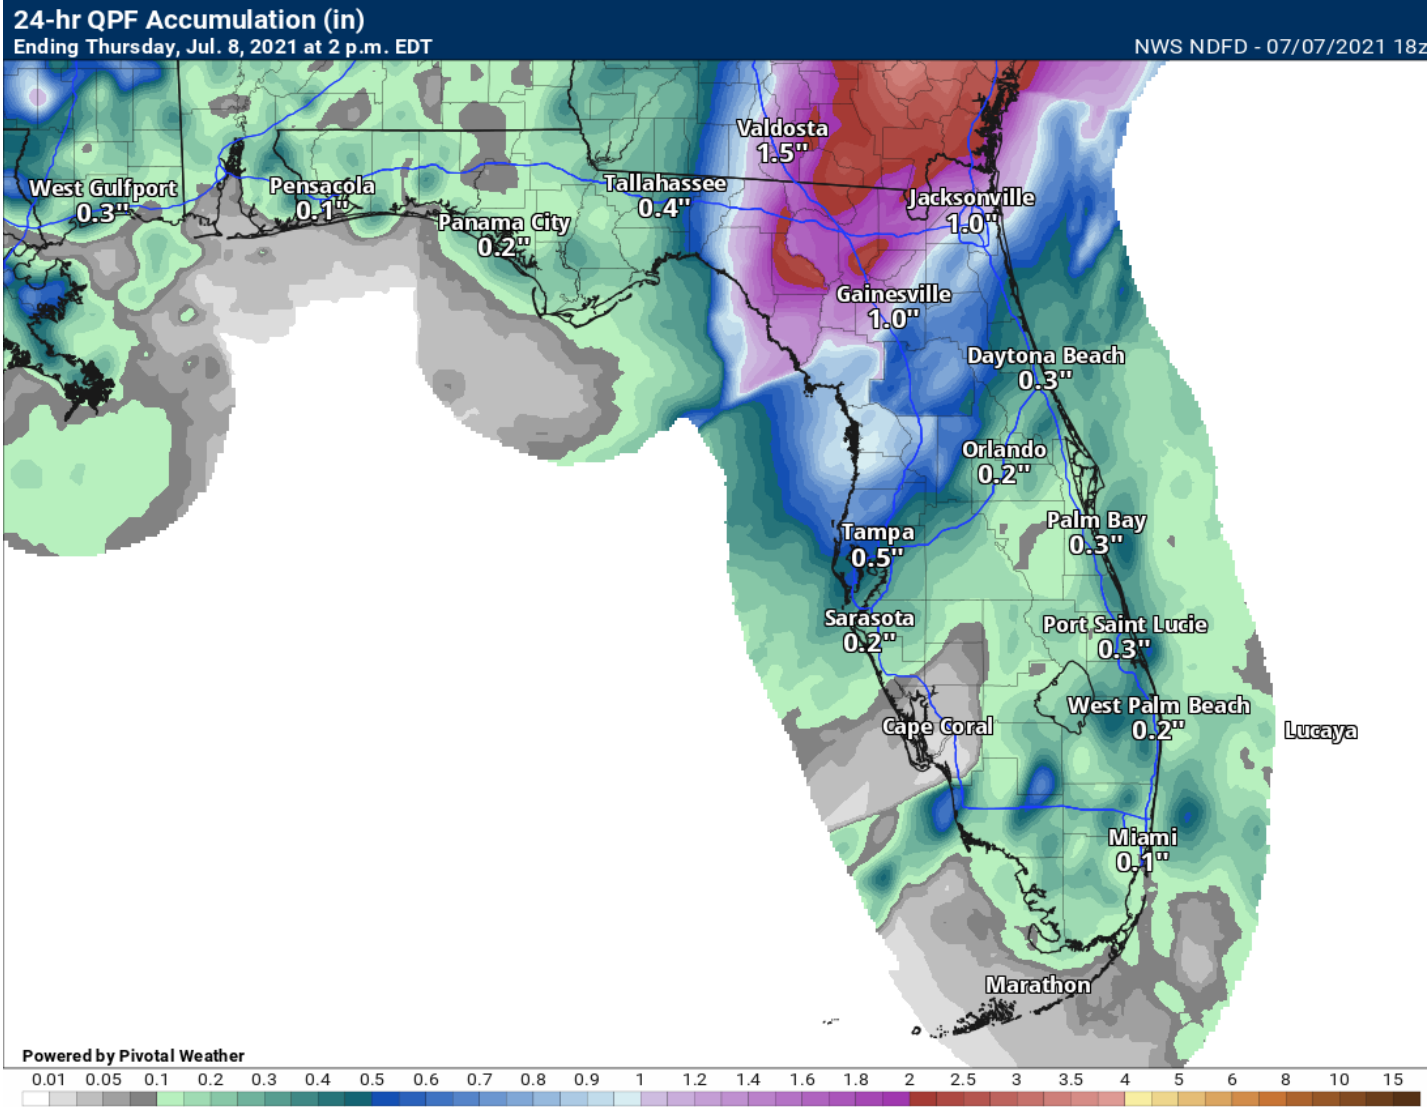 24-hr QPF Accumulation (in)
Ending Thursday, Jul. 8, 2021 at 2 p.m. EDT
NWS NDFD - 07/07/2021 18z
Valdosta
1.5"
West Gulfport
0.3"
Pensacola
0.1"
Tallahassee
0.4"
Jacksonville
1.0"
Panama City
0.2"
Gainesville
1.0"
Daytona Beach
0.3"
Orlando
0.2"
Palm Bay
0.3"
Tampa
0.5"
Sarasota
0.2"
Port Saint Lucie
0.3"
West Palm Beach
0.2"
Cape Coral
Lucaya
Miami
0.1"
Marathon
Powered by Pivotal Weather
0.01 0.05 0.1 0.2 0.3 0.4 0.5 0.6 0.7 0.8 0.9 1 1.2 1.4 1.6 1.8 2 2.5 3 3.5 4 5 6 8 10 15